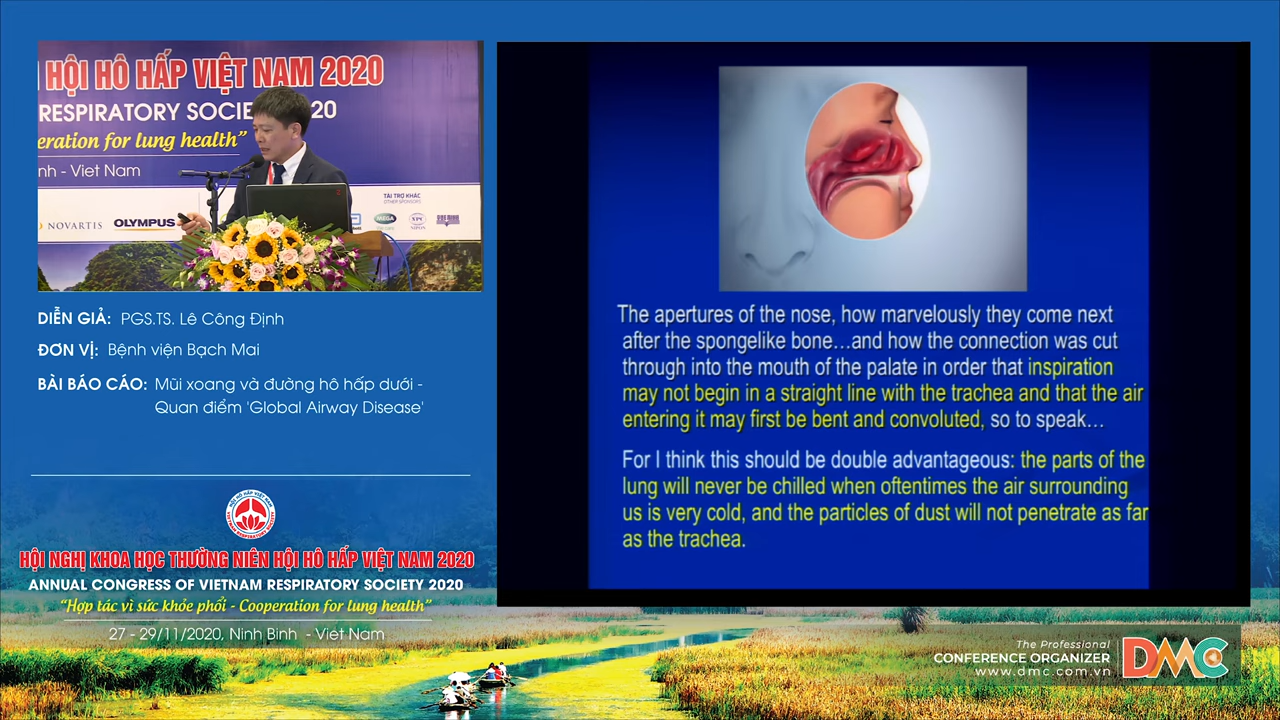 HỘI HÔ HẤP VIỆT NAM 2020
RESPIRATORY SOCIETY 2020
eration for lung health”
nh - Viet Nam
TÀI TRỢ KHÁC
NOVARTIS
OLYMPUS
MEGA
DIỄN GIẢ: PGS.TS. Lê Công Định
ĐƠN VỊ: Bệnh viện Bạch Mai
BÀI BÁO CÁO: Mũi xoang và đường hô hấp dưới -
Quan điểm 'Global Airway Disease'
HỘI HÔ HẤP VIỆT NAM
HỘI NGHỊ KHOA HỌC THƯỜNG NIÊN HỘI HÔ HẤP VIỆT NAM 2020
ANNUAL CONGRESS OF VIETNAM RESPIRATORY SOCIETY 2020
“Hợp tác vì sức khỏe phổi - Cooperation for lung health”
27 - 29/11/2020, Ninh Binh - Viet Nam
The apertures of the nose, how marvelously they come next
after the spongelike bone…and how the connection was cut
through into the mouth of the palate in order that inspiration
may not begin in a straight line with the trachea and that the air
entering it may first be bent and convoluted, so to speak…
For I think this should be double advantageous: the parts of the
lung will never be chilled when oftentimes the air surrounding
us is very cold, and the particles of dust will not penetrate as far
as the trachea.
The Professional
CONFERENCE ORGANIZER
www.dmc.com.vn
DMC